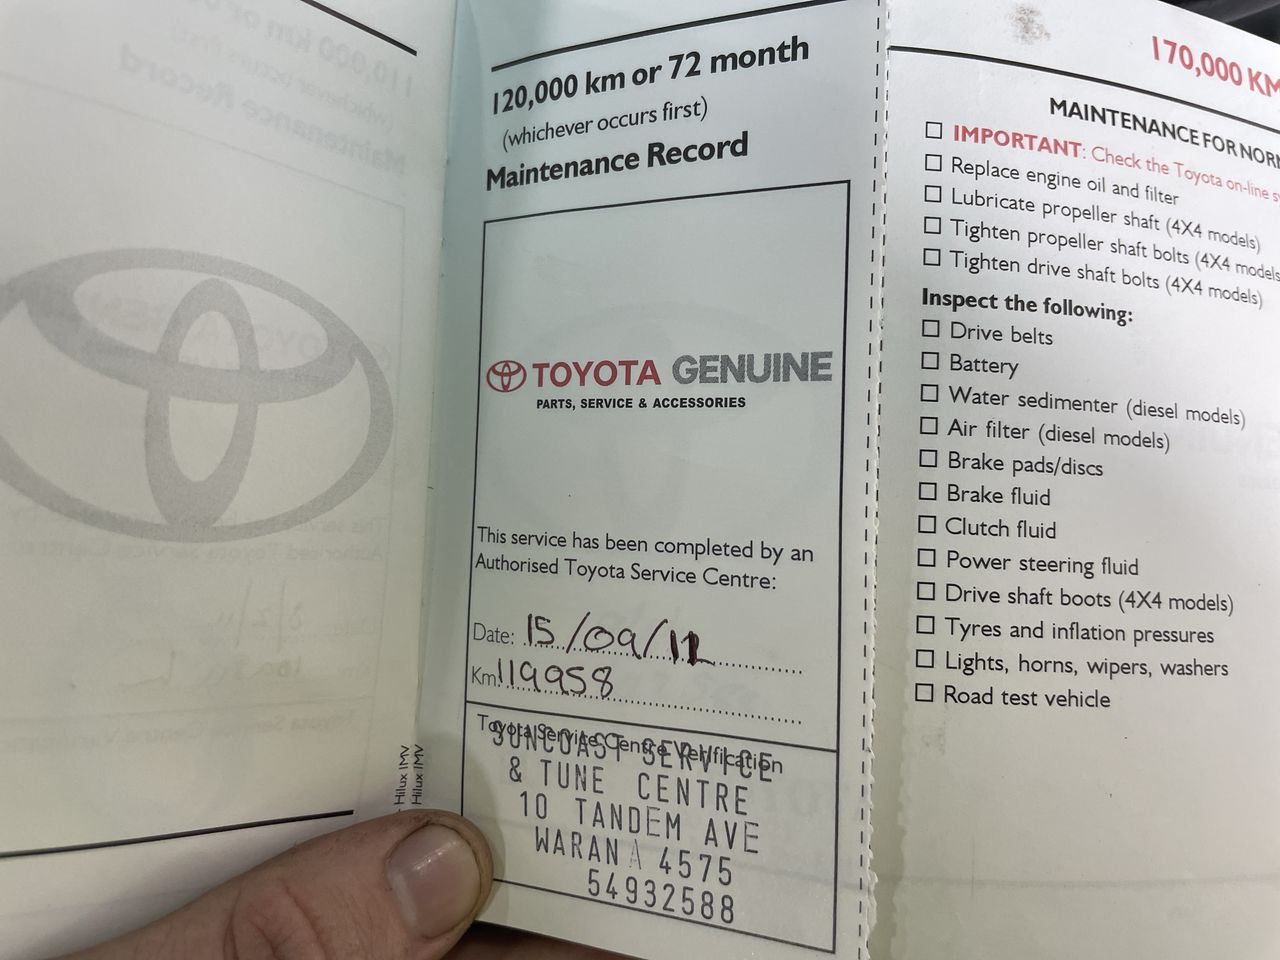 120,000 km or 72 month
(whichever occurs first)
Maintenance Record
TOYOTA GENUINE
PARTS, SERVICE & ACCESSORIES
This service has been completed by an
Authorised Toyota Service Centre:
Date: 15/09/11
Km 119958
Toyota Service Centre Verification
SUNCOAST SERVICE
& TUNE CENTRE
10 TANDEM AVE
WARANA 4575
54932588
Hilux IMV
Hilux IMV
170,000 KM
MAINTENANCE FOR NORM
☐ IMPORTANT: Check the Toyota on-line sy
☐ Replace engine oil and filter
☐ Lubricate propeller shaft (4X4 models)
☐ Tighten propeller shaft bolts (4X4 models
☐ Tighten drive shaft bolts (4X4 models)
Inspect the following:
☐ Drive belts
☐ Battery
☐ Water sedimenter (diesel models)
☐ Air filter (diesel models)
☐ Brake pads/discs
☐ Brake fluid
☐ Clutch fluid
☐ Power steering fluid
☐ Drive shaft boots (4X4 models)
☐ Tyres and inflation pressures
☐ Lights, horns, wipers, washers
☐ Road test vehicle